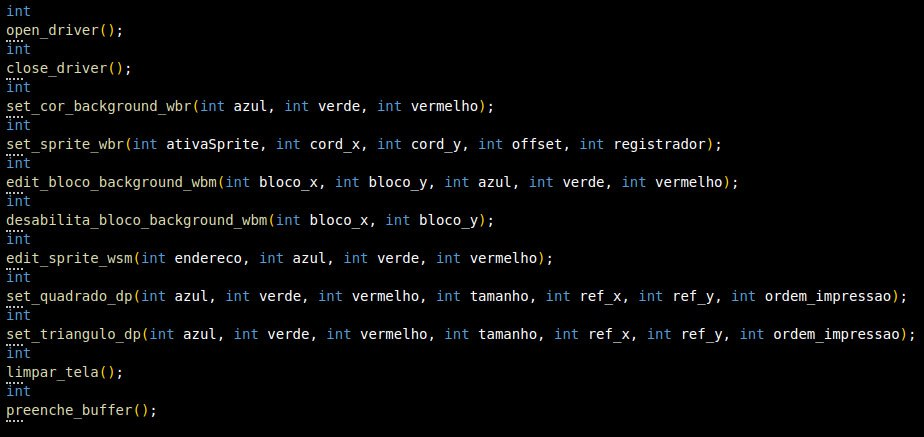 int
open_driver();
int
close_driver();
int
set_cor_background_wbr(int azul, int verde, int vermelho);
int
set_sprite_wbr(int ativaSprite, int cord_x, int cord_y, int offset, int registrador);
int
edit_bloco_background_wbm(int bloco_x, int bloco_y, int azul, int verde, int vermelho);
int
desabilita_bloco_background_wbm(int bloco_x, int bloco_y);
int
edit_sprite_wsm(int endereco, int azul, int verde, int vermelho);
int
set_quadrado_dp(int azul, int verde, int vermelho, int tamanho, int ref_x, int ref_y, int ordem_impressao);
int
set_triangulo_dp(int azul, int verde, int vermelho, int tamanho, int ref_x, int ref_y, int ordem_impressao);
int
limpar_tela();
int
preenche_buffer();